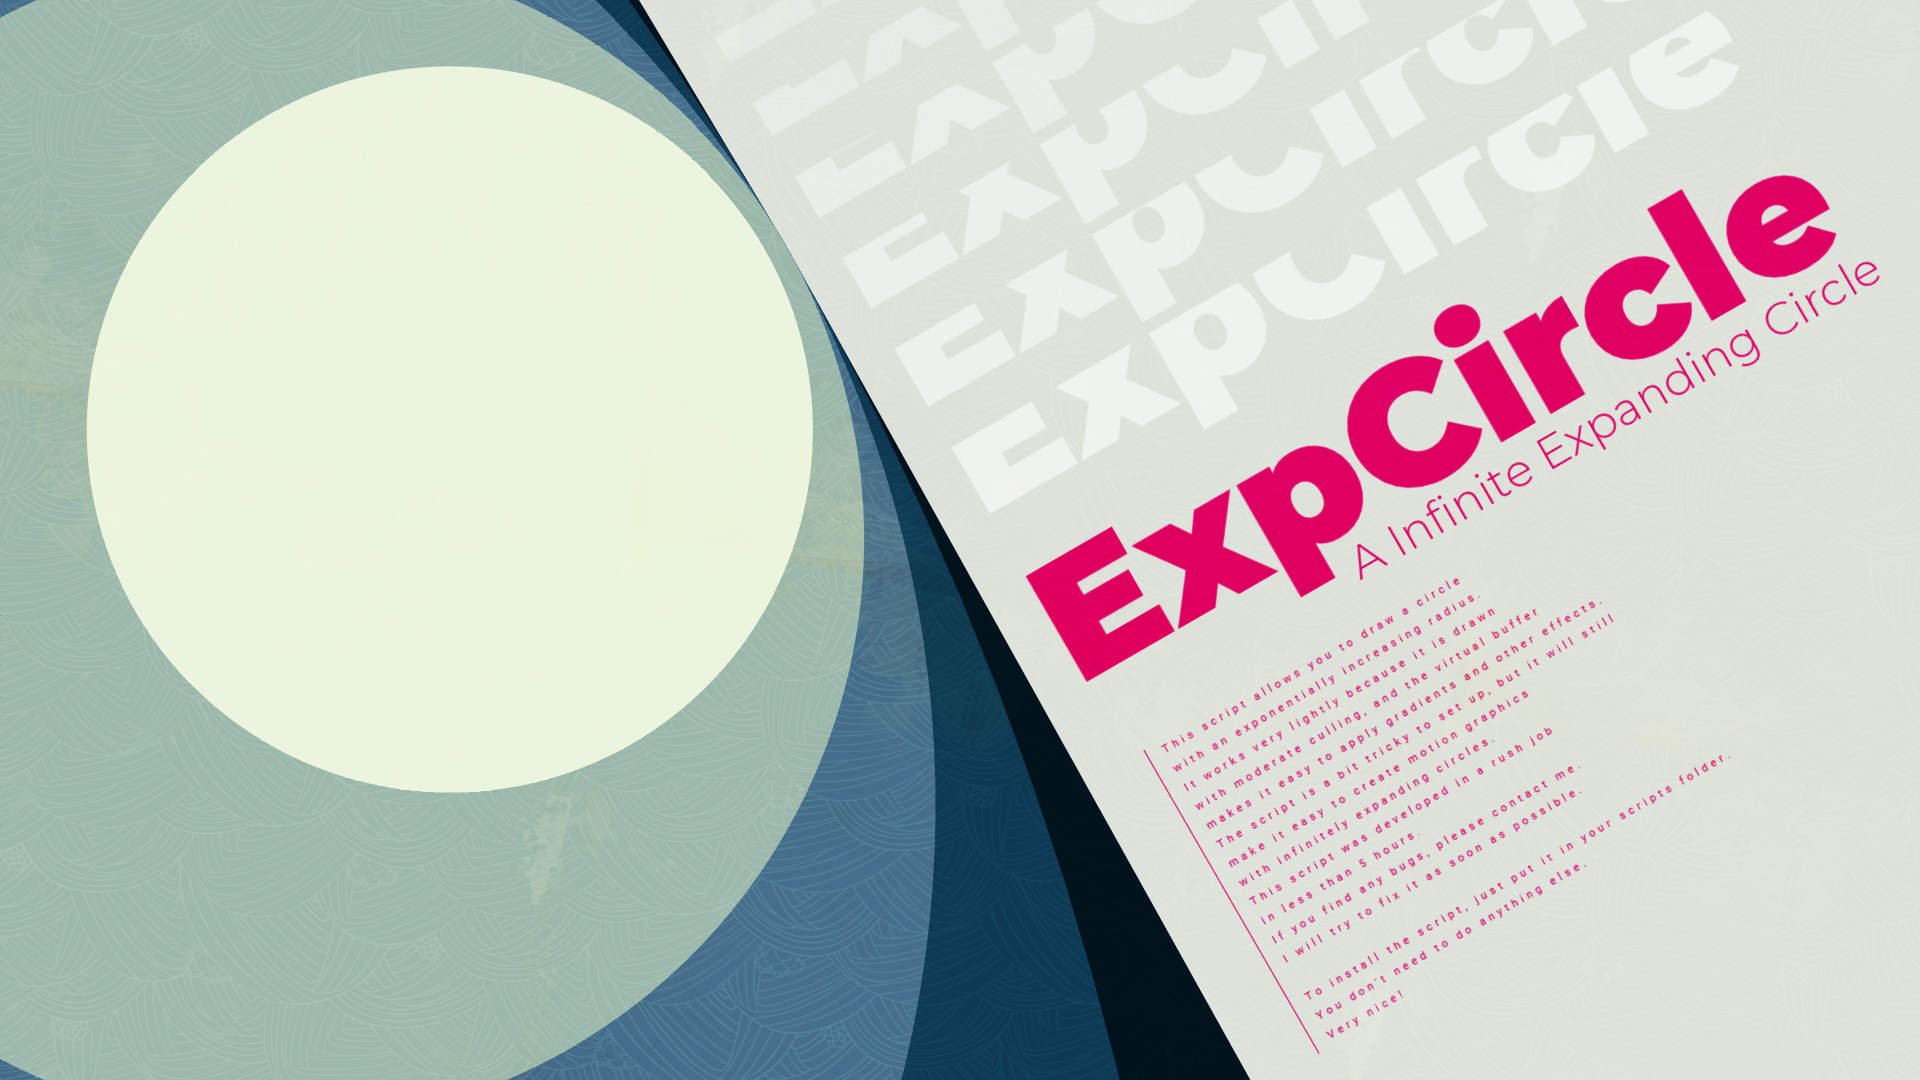 Exp
Exp
ExpCir
ExpCircle
ExpCircle
ExpCircle
A Infinite Expanding Circle
This script allows you to draw a circle
with an exponentially increasing radius.
It works very lightly because it is drawn
with moderate culling, and the virtual buffer
makes it easy to apply gradients and other effects.
The script is a bit tricky to set up, but it will still
make it easy to create motion graphics
with infinitely expanding circles.
This script was developed in a rush job
in less than 5 hours.
If you find any bugs, please contact me.
I will try to fix it as soon as possible.
To install the script, just put it in your scripts folder.
You don't need to do anything else.
Very nice!